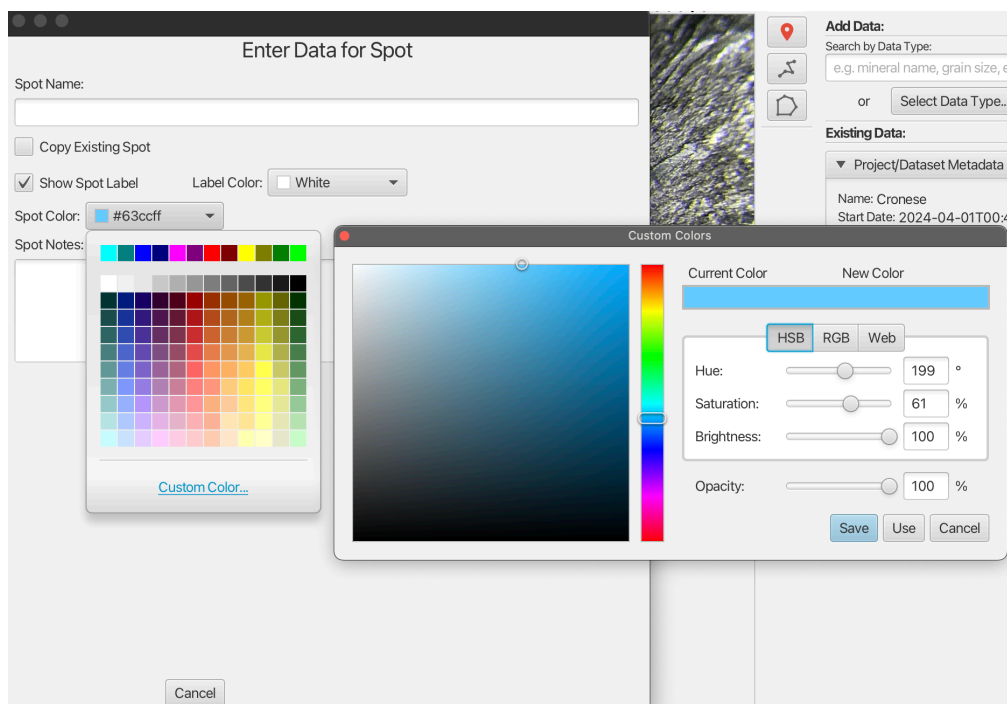 Enter Data for Spot
Spot Name:
Copy Existing Spot
Show Spot Label
Label Color:
White
Spot Color:
#63ccff
Spot Notes:
Custom Color...
Cancel
Add Data:
Search by Data Type:
e.g. mineral name, grain size, e
or
Select Data Type..
Existing Data:
Project/Dataset Metadata
Name: Cronese
Start Date: 2024-04-01T00:4
Custom Colors
Current Color
New Color
HSB
RGB
Web
Hue:
199
°
Saturation:
61
%
Brightness:
100
%
Opacity:
100
%
Save
Use
Cancel